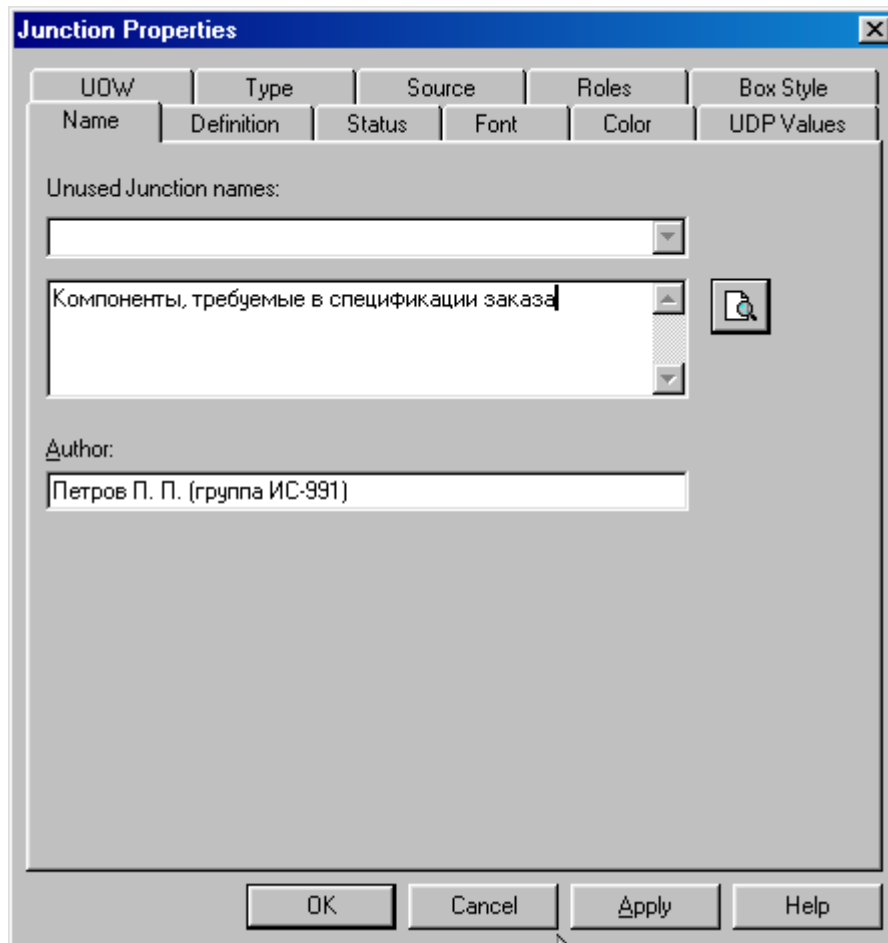 Junction Properties
UOW Type Source Roles Box Style
Name Definition Status Font Color UDP Values
Unused Junction names:
Компоненты, требуемые в спецификации заказа
Author:
Петров П. П. (группа ИС-991)
OK Cancel Apply Help